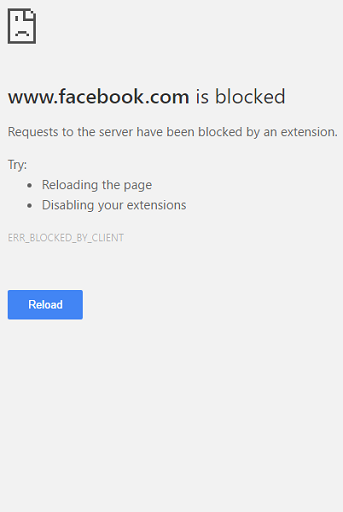 www.facebook.com is blocked
Requests to the server have been blocked by an extension.
Try:
• Reloading the page
• Disabling your extensions
ERR_BLOCKED_BY_CLIENT
Reload